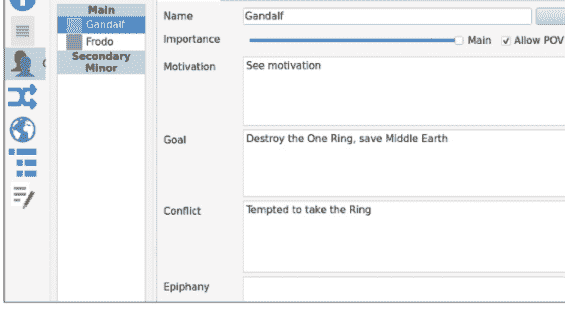 Main
Gandalf
Frodo
Secondary
Minor
Name
Gandalf
Importance
Main
Allow POV
Motivation
See motivation
Goal
Destroy the One Ring, save Middle Earth
Conflict
Tempted to take the Ring
Epiphany